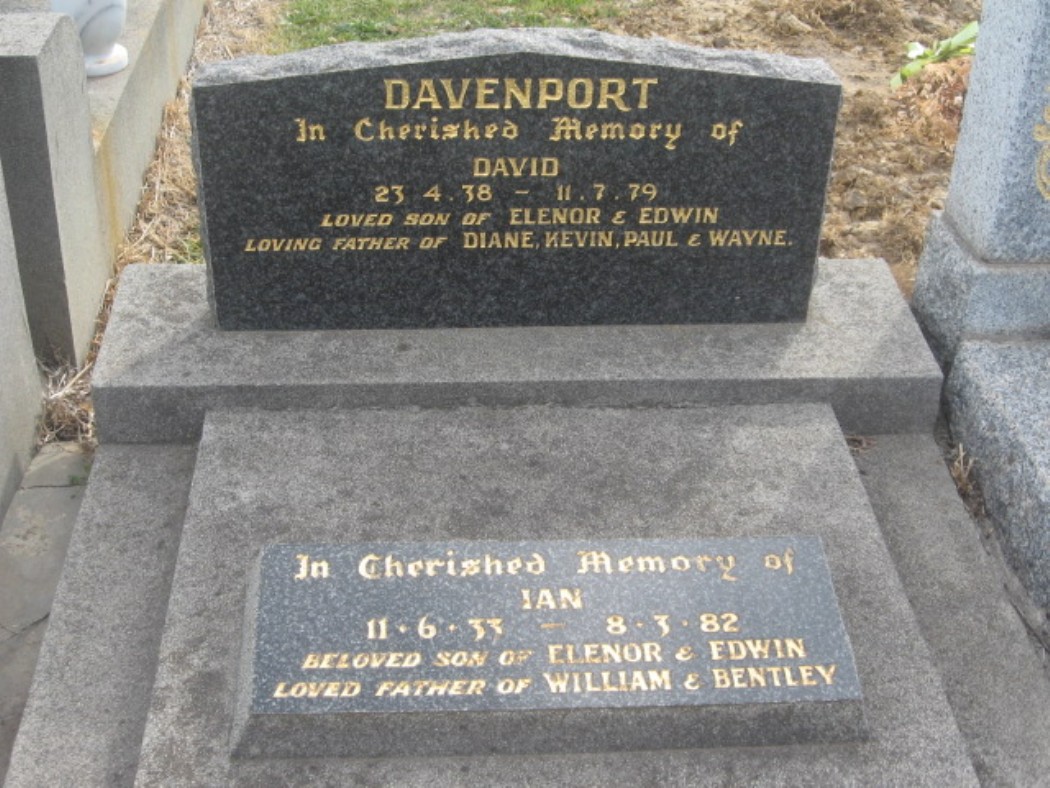 DAVENPORT
In Cherished Memory of
DAVID
23.4.38 - 11.7.79
LOVED SON OF ELENOR & EDWIN
LOVING FATHER OF DIANE, KEVIN, PAUL & WAYNE.
In Cherished Memory of
IAN
11·6·33 - 8·3·82
BELOVED SON OF ELENOR & EDWIN
LOVED FATHER OF WILLIAM & BENTLEY